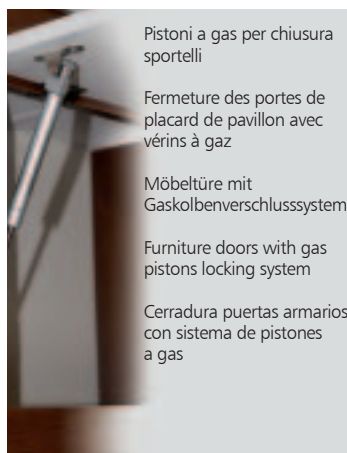 Pistoni a gas per chiusura
sportelli
Fermeture des portes de
placard de pavillon avec
vérins à gaz
Möbeltüre mit
Gaskolbenverschlusssystem
Furniture doors with gas
pistons locking system
Cerradura puertas armarios
con sistema de pistones
a gas